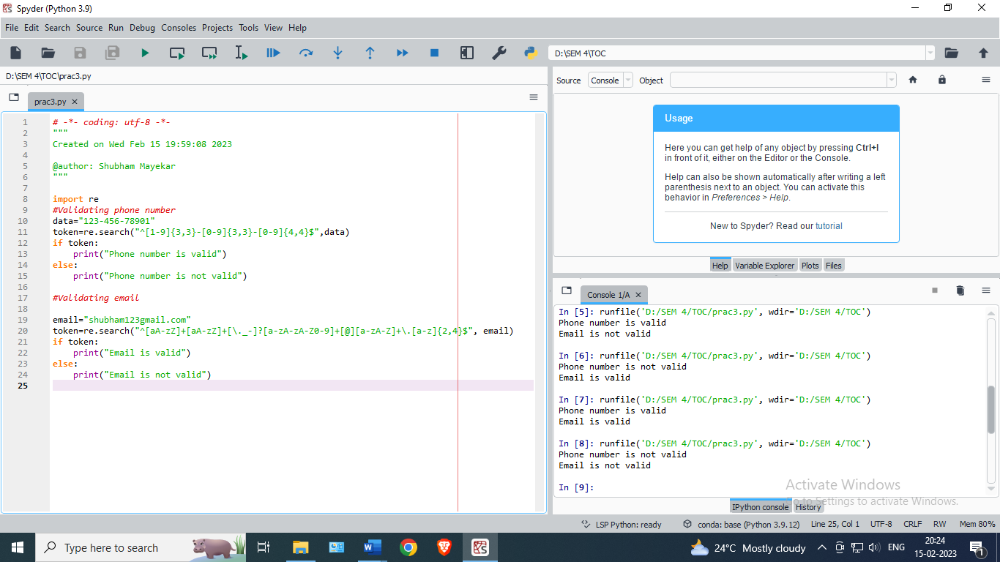 Spyder (Python 3.9)
File Edit Search Source Run Debug Consoles Projects Tools View Help
D:\SEM 4\TOC
D:\SEM 4\TOC\prac3.py
prac3.py
1 # -*- coding: utf-8 -*-
2 """
3 Created on Wed Feb 15 19:59:08 2023
4
5 @author: Shubham Mayekar
6 """
7
8 import re
9 #Validating phone number
10 data="123-456-78901"
11 token=re.search("^[1-9]{3,3}-[0-9]{3,3}-[0-9]{4,4}$",data)
12 if token:
13     print("Phone number is valid")
14 else:
15     print("Phone number is not valid")
16
17 #Validating email
18
19 email="shubham123gmail.com"
20 token=re.search("^[aA-zZ]+[aA-zZ]+[\._-]?[a-zA-zA-Z0-9]+[@][a-zA-Z]+\.[a-z]{2,4}$", email)
21 if token:
22     print("Email is valid")
23 else:
24     print("Email is not valid")
25
Source Console Object
Usage
Here you can get help of any object by pressing Ctrl+I
in front of it, either on the Editor or the Console.
Help can also be shown automatically after writing a left
parenthesis next to an object. You can activate this
behavior in Preferences > Help.
New to Spyder? Read our tutorial
Help Variable Explorer Plots Files
Console 1/A
In [5]: runfile('D:/SEM 4/TOC/prac3.py', wdir='D:/SEM 4/TOC')
Phone number is valid
Email is not valid
In [6]: runfile('D:/SEM 4/TOC/prac3.py', wdir='D:/SEM 4/TOC')
Phone number is not valid
Email is valid
In [7]: runfile('D:/SEM 4/TOC/prac3.py', wdir='D:/SEM 4/TOC')
Phone number is valid
Email is valid
In [8]: runfile('D:/SEM 4/TOC/prac3.py', wdir='D:/SEM 4/TOC')
Phone number is not valid
Email is not valid
In [9]:
Activate Windows
Go to Settings to activate Windows.
IPython console History
LSP Python: ready conda: base (Python 3.9.12) Line 25, Col 1 UTF-8 CRLF RW Mem 80%
Type here to search
24°C Mostly cloudy ENG
20:24
15-02-2023
1